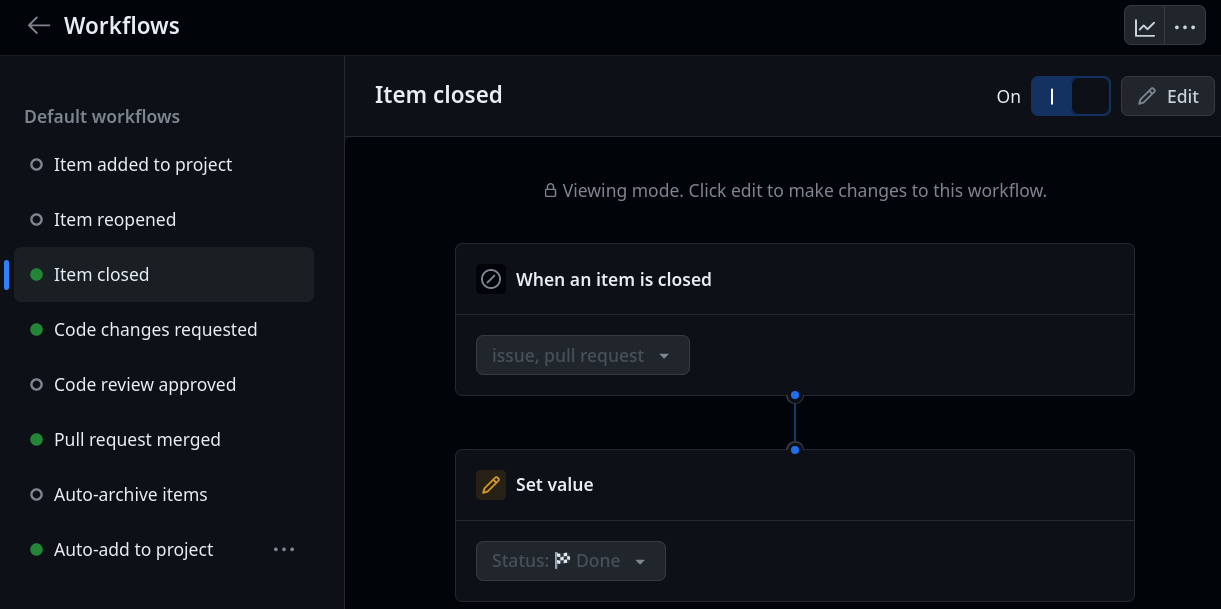 Workflows
Default workflows
Item added to project
Item reopened
Item closed
Code changes requested
Code review approved
Pull request merged
Auto-archive items
Auto-add to project
Item closed
On
Edit
Viewing mode. Click edit to make changes to this workflow.
When an item is closed
issue, pull request
Set value
Status: 🏁 Done